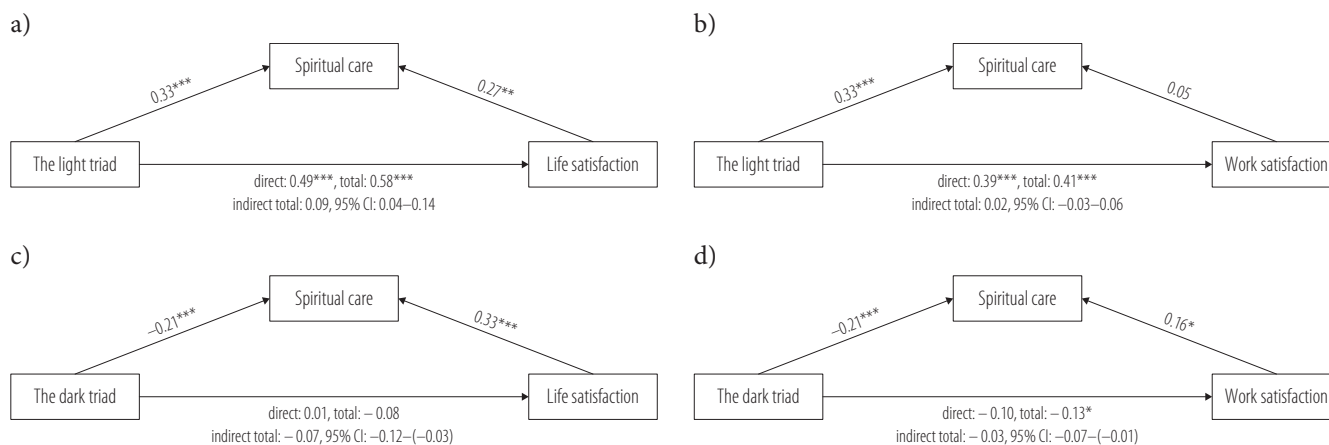 a)
Spiritual care
0.33***
0.27**
The light triad
Life satisfaction
direct: 0.49***, total: 0.58***
indirect total: 0.09, 95% CI: 0.04–0.14
b)
Spiritual care
0.33***
0.05
The light triad
Work satisfaction
direct: 0.39***, total: 0.41***
indirect total: 0.02, 95% CI: –0.03–0.06
c)
Spiritual care
–0.21***
0.33***
The dark triad
Life satisfaction
direct: 0.01, total: – 0.08
indirect total: – 0.07, 95% CI: –0.12–(–0.03)
d)
Spiritual care
–0.21***
0.16*
The dark triad
Work satisfaction
direct: – 0.10, total: – 0.13*
indirect total: – 0.03, 95% CI: –0.07–(–0.01)